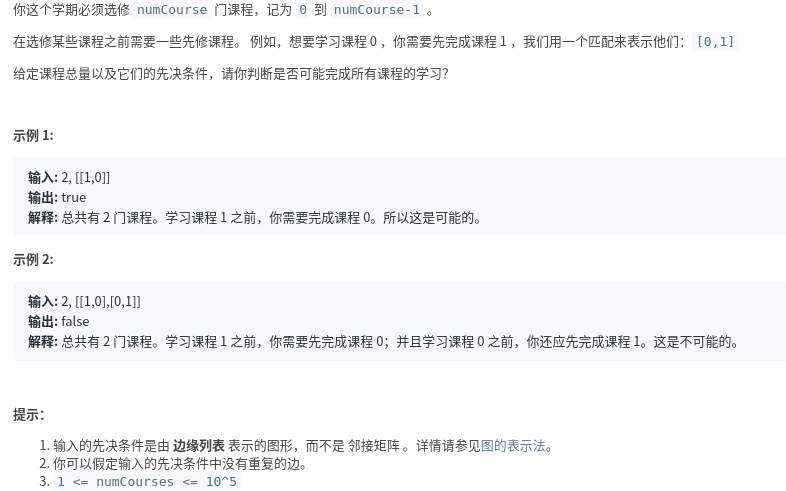 你这个学期必须选修 numCourse 门课程，记为 0 到 numCourse-1 。
在选修某些课程之前需要一些先修课程。 例如，想要学习课程 0 ，你需要先完成课程 1 ，我们用一个匹配来表示他们： [0,1]
给定课程总量以及它们的先决条件，请你判断是否可能完成所有课程的学习？
示例 1:
输入: 2, [[1,0]]
输出: true
解释: 总共有 2 门课程。学习课程 1 之前，你需要完成课程 0。所以这是可能的。
示例 2:
输入: 2, [[1,0],[0,1]]
输出: false
解释: 总共有 2 门课程。学习课程 1 之前，你需要先完成课程 0；并且学习课程 0 之前，你还应先完成课程 1。这是不可能的。
提示：
1. 输入的先决条件是由 边缘列表 表示的图形，而不是 邻接矩阵 。详情请参见图的表示法。
2. 你可以假定输入的先决条件中没有重复的边。
3. 1 <= numCourses <= 10^5